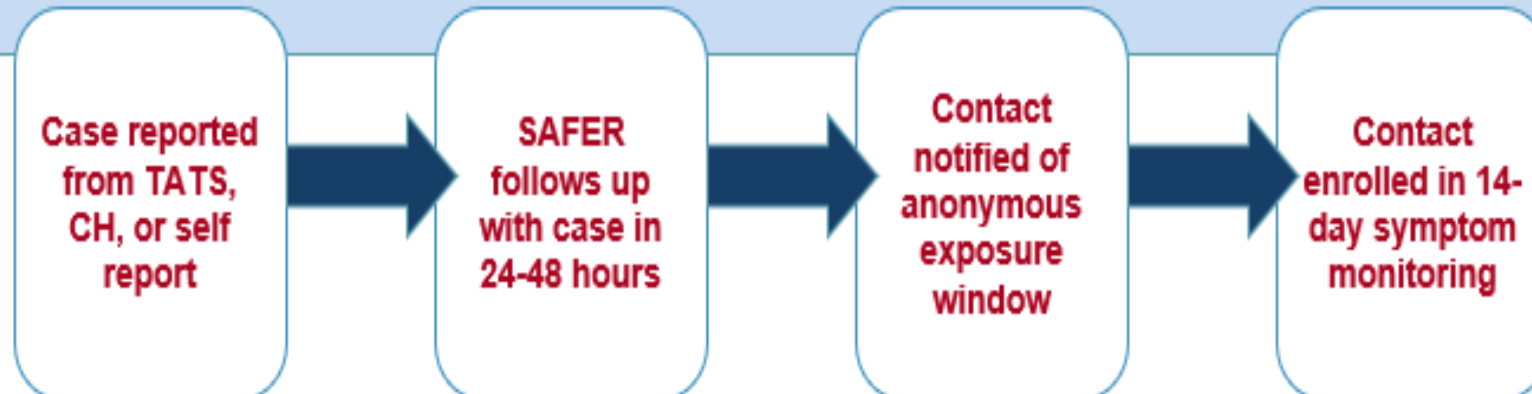 Case reported
from TATS,
CH, or self
report
SAFER
follows up
with case in
24-48 hours
Contact
notified of
anonymous
exposure
window
Contact
enrolled in 14-
day symptom
monitoring